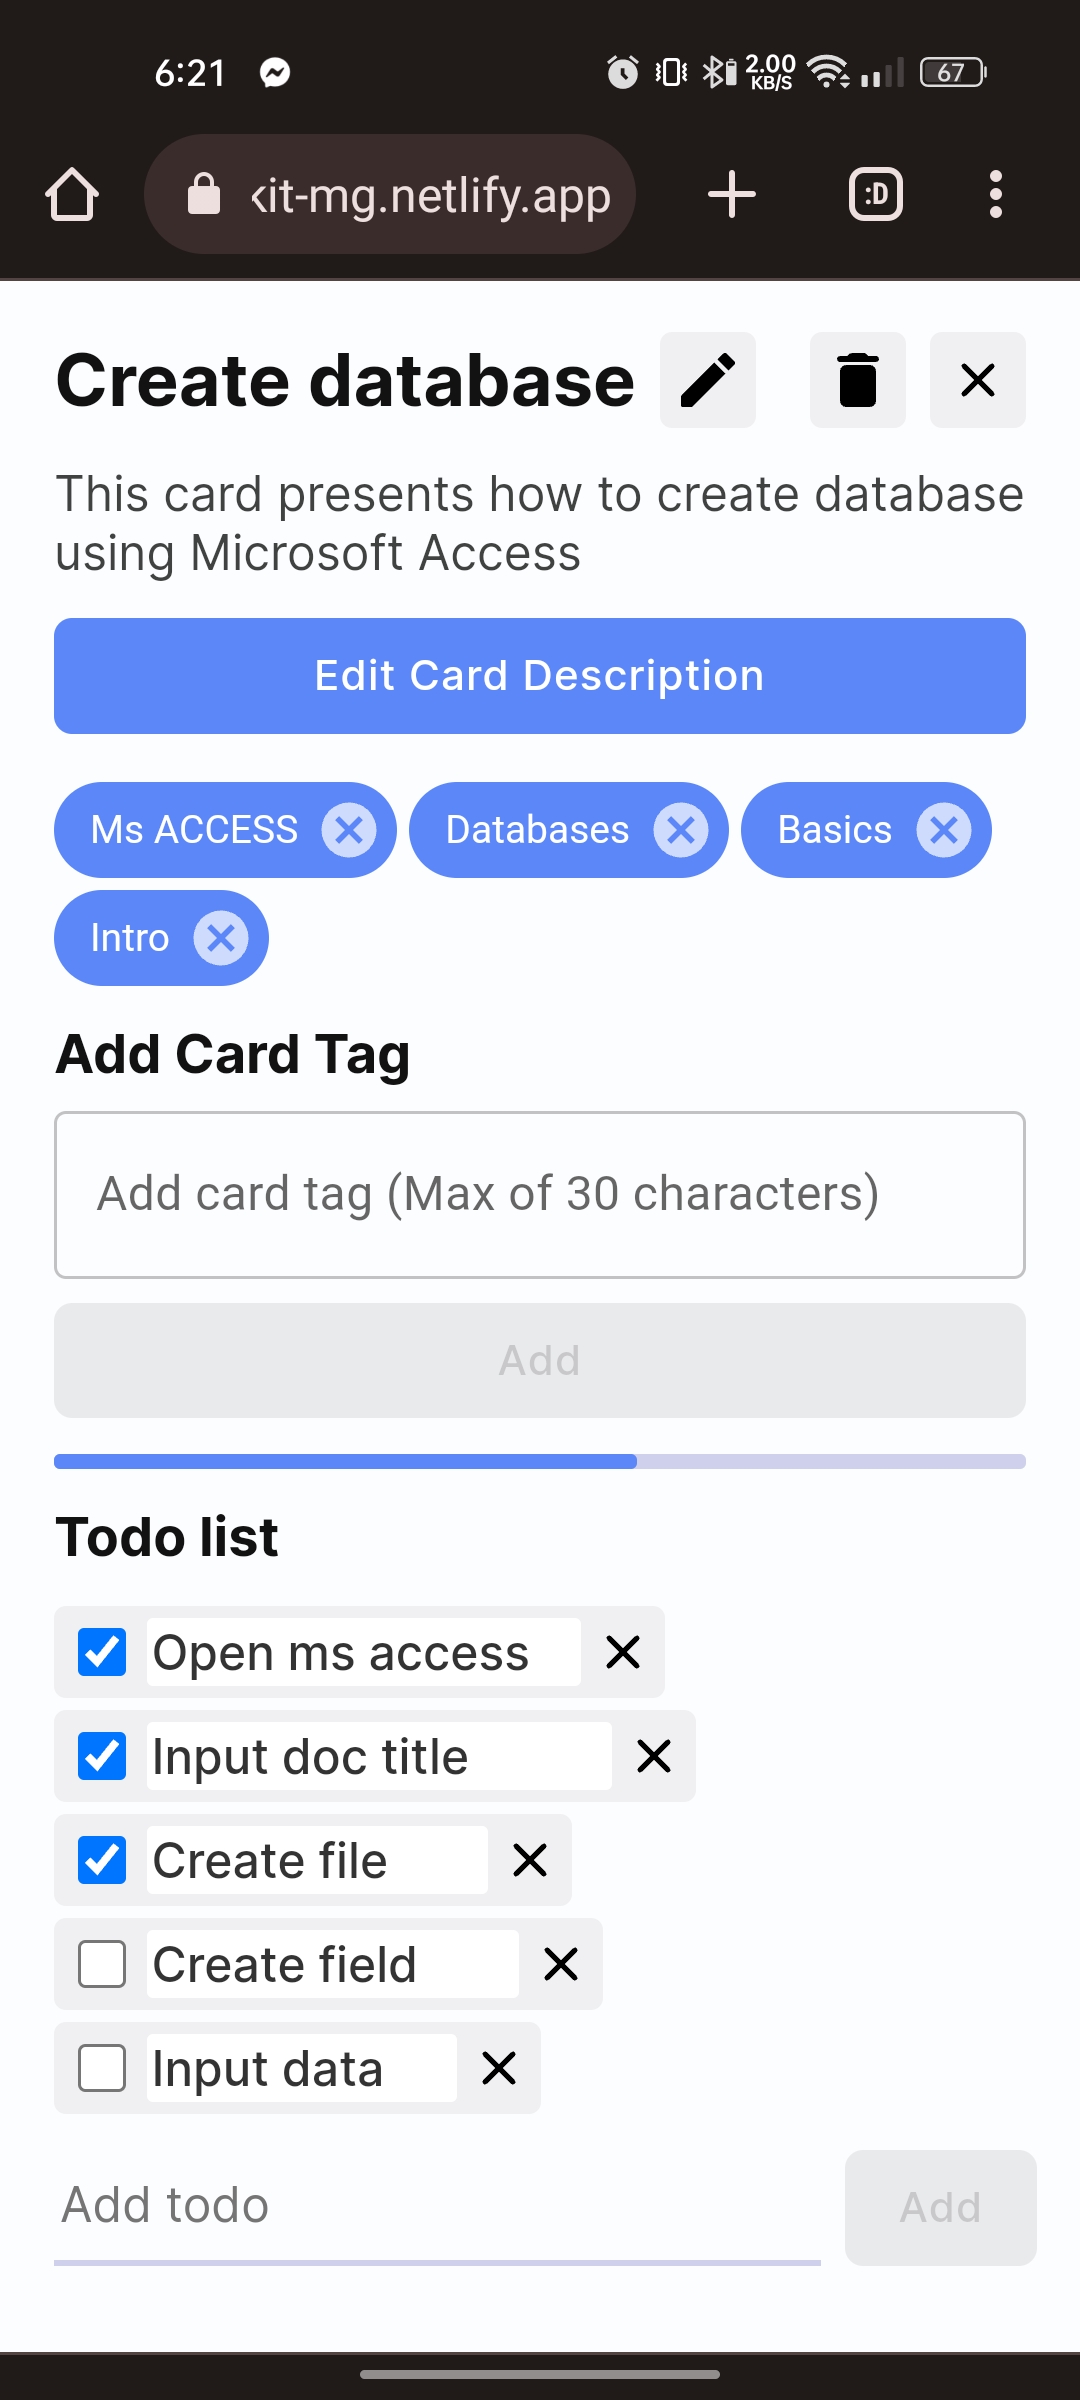 6:21
2.00
KB/S
67
kit-mg.netlify.app
:D
Create database
This card presents how to create database
using Microsoft Access
Edit Card Description
Ms ACCESS
Databases
Basics
Intro
Add Card Tag
Add card tag (Max of 30 characters)
Add
Todo list
Open ms access
Input doc title
Create file
Create field
Input data
Add todo
Add